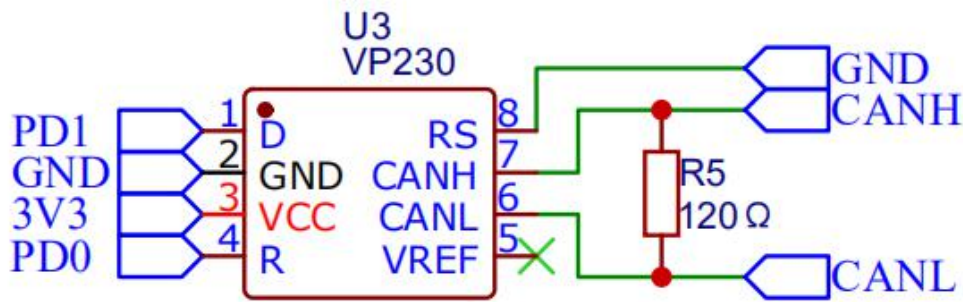 U3
VP230
PD1 1 D RS 8 GND
GND 2 GND CANH 7 CANH
3V3 3 VCC CANL 6 R5
120Ω
PD0 4 R VREF 5 CANL